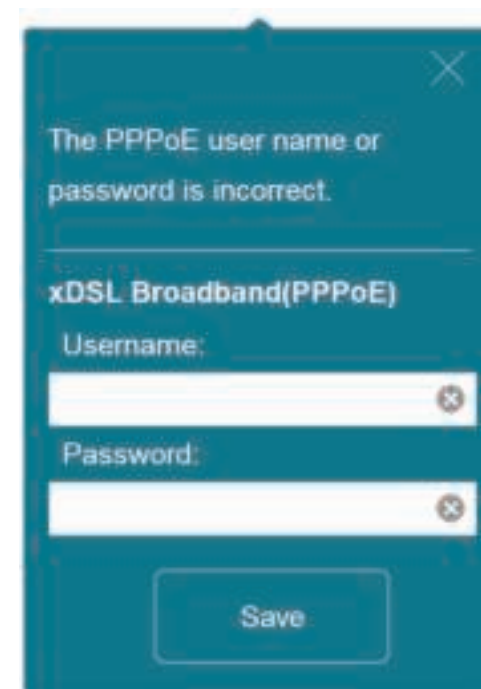 The PPPoE user name or
password is incorrect.
xDSL Broadband(PPPoE)
Username:
Password:
Save